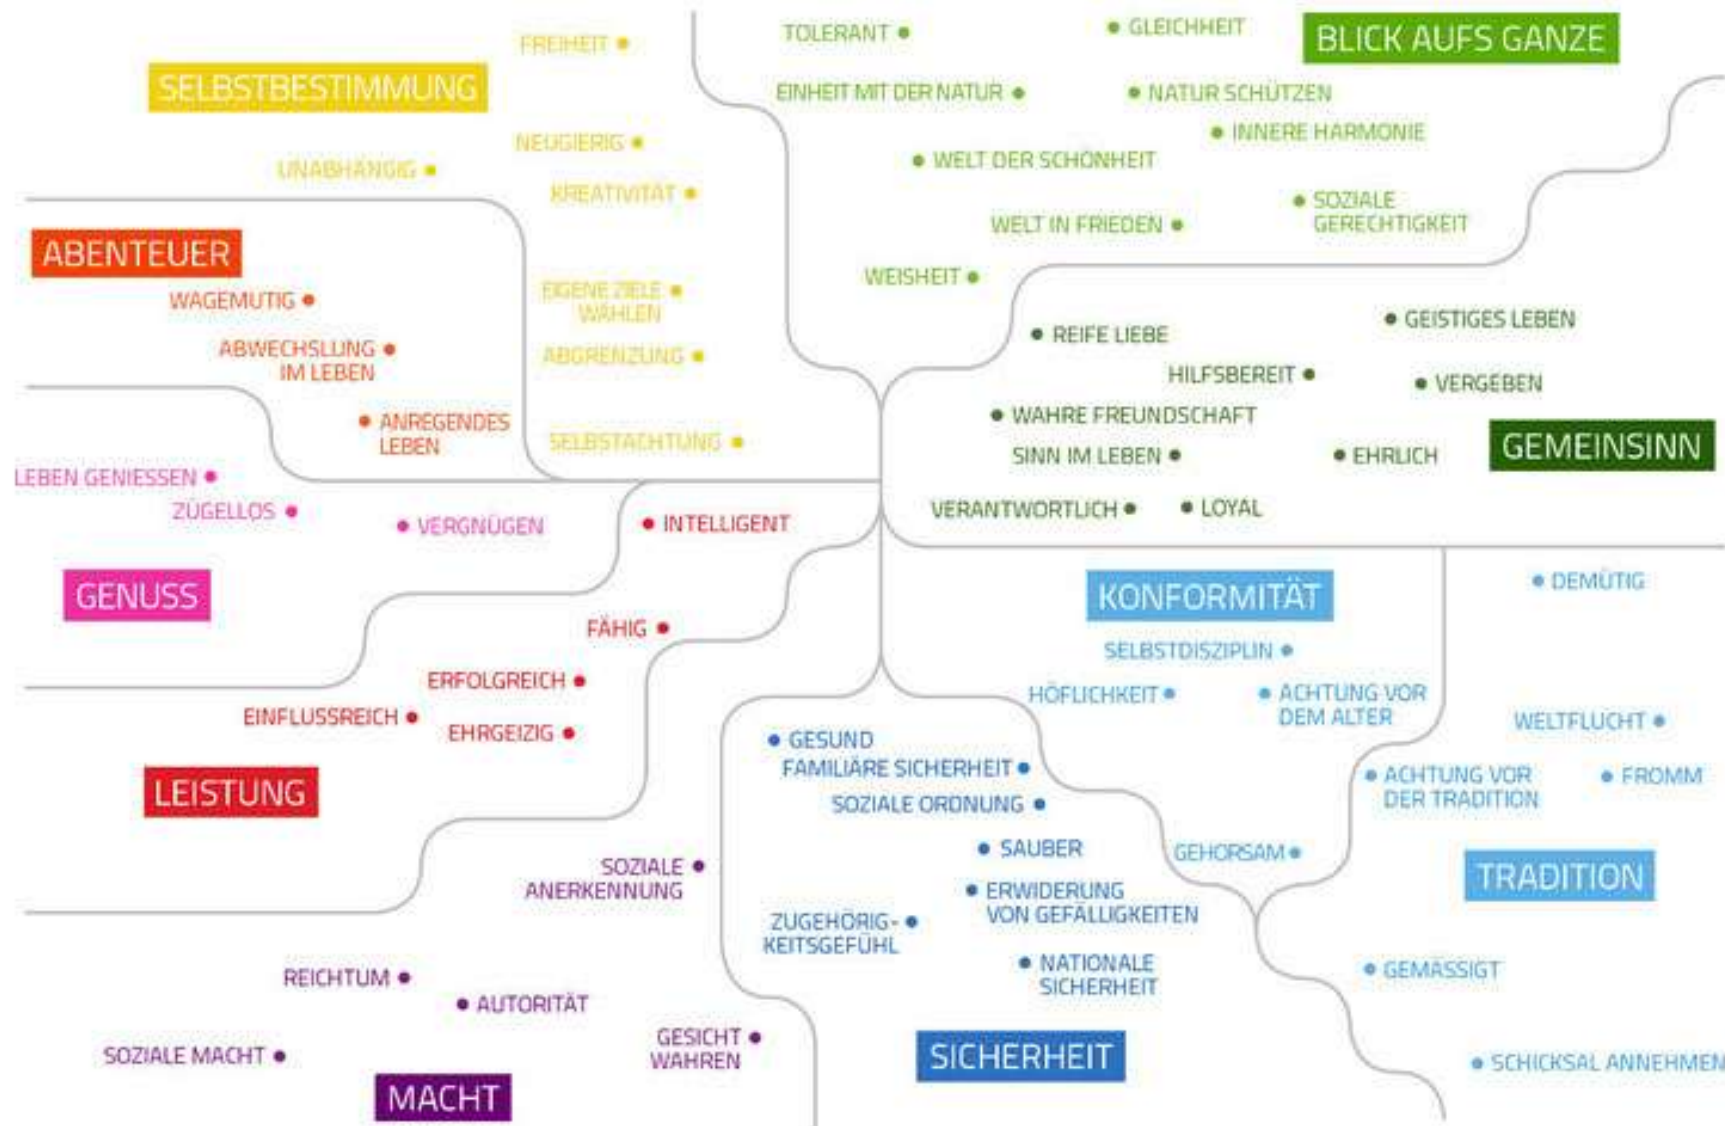 SELBSTBESTIMMUNG
FREIHEIT
NEUGIERIG
UNABHÄNGIG
KREATIVITÄT
EIGENE ZIELE
WÄHLEN
ABGRENZUNG
SELBSTACHTUNG
BLICK AUFS GANZE
TOLERANT
GLEICHHEIT
EINHEIT MIT DER NATUR
NATUR SCHÜTZEN
INNERE HARMONIE
WELT DER SCHÖNHEIT
SOZIALE
GERECHTIGKEIT
WELT IN FRIEDEN
WEISHEIT
ABENTEUER
WAGEMUTIG
ABWECHSLUNG
IM LEBEN
ANREGENDES
LEBEN
GEISTIGES LEBEN
REIFE LIEBE
HILFSBEREIT
VERGEBEN
WAHRE FREUNDSCHAFT
SINN IM LEBEN
EHRLICH
GEMEINSINN
VERANTWORTLICH
LOYAL
LEBEN GENIESSEN
ZÜGELLOS
VERGNÜGEN
GENUSS
INTELLIGENT
FÄHIG
ERFOLGREICH
EINFLUSSREICH
EHRGEIZIG
LEISTUNG
KONFORMITÄT
SELBSTDISZIPLIN
HÖFLICHKEIT
ACHTUNG VOR
DEM ALTER
GEHORSAM
DEMÜTIG
WELTFLUCHT
ACHTUNG VOR
DER TRADITION
FROMM
TRADITION
GEMÄSSIGT
SCHICKSAL ANNEHMEN
GESUND
FAMILIÄRE SICHERHEIT
SOZIALE ORDNUNG
SAUBER
ERWIDERUNG
VON GEFÄLLIGKEITEN
ZUGEHÖRIG-
KEITSGEFÜHL
NATIONALE
SICHERHEIT
SICHERHEIT
SOZIALE
ANERKENNUNG
REICHTUM
AUTORITÄT
GESICHT
WAHREN
SOZIALE MACHT
MACHT